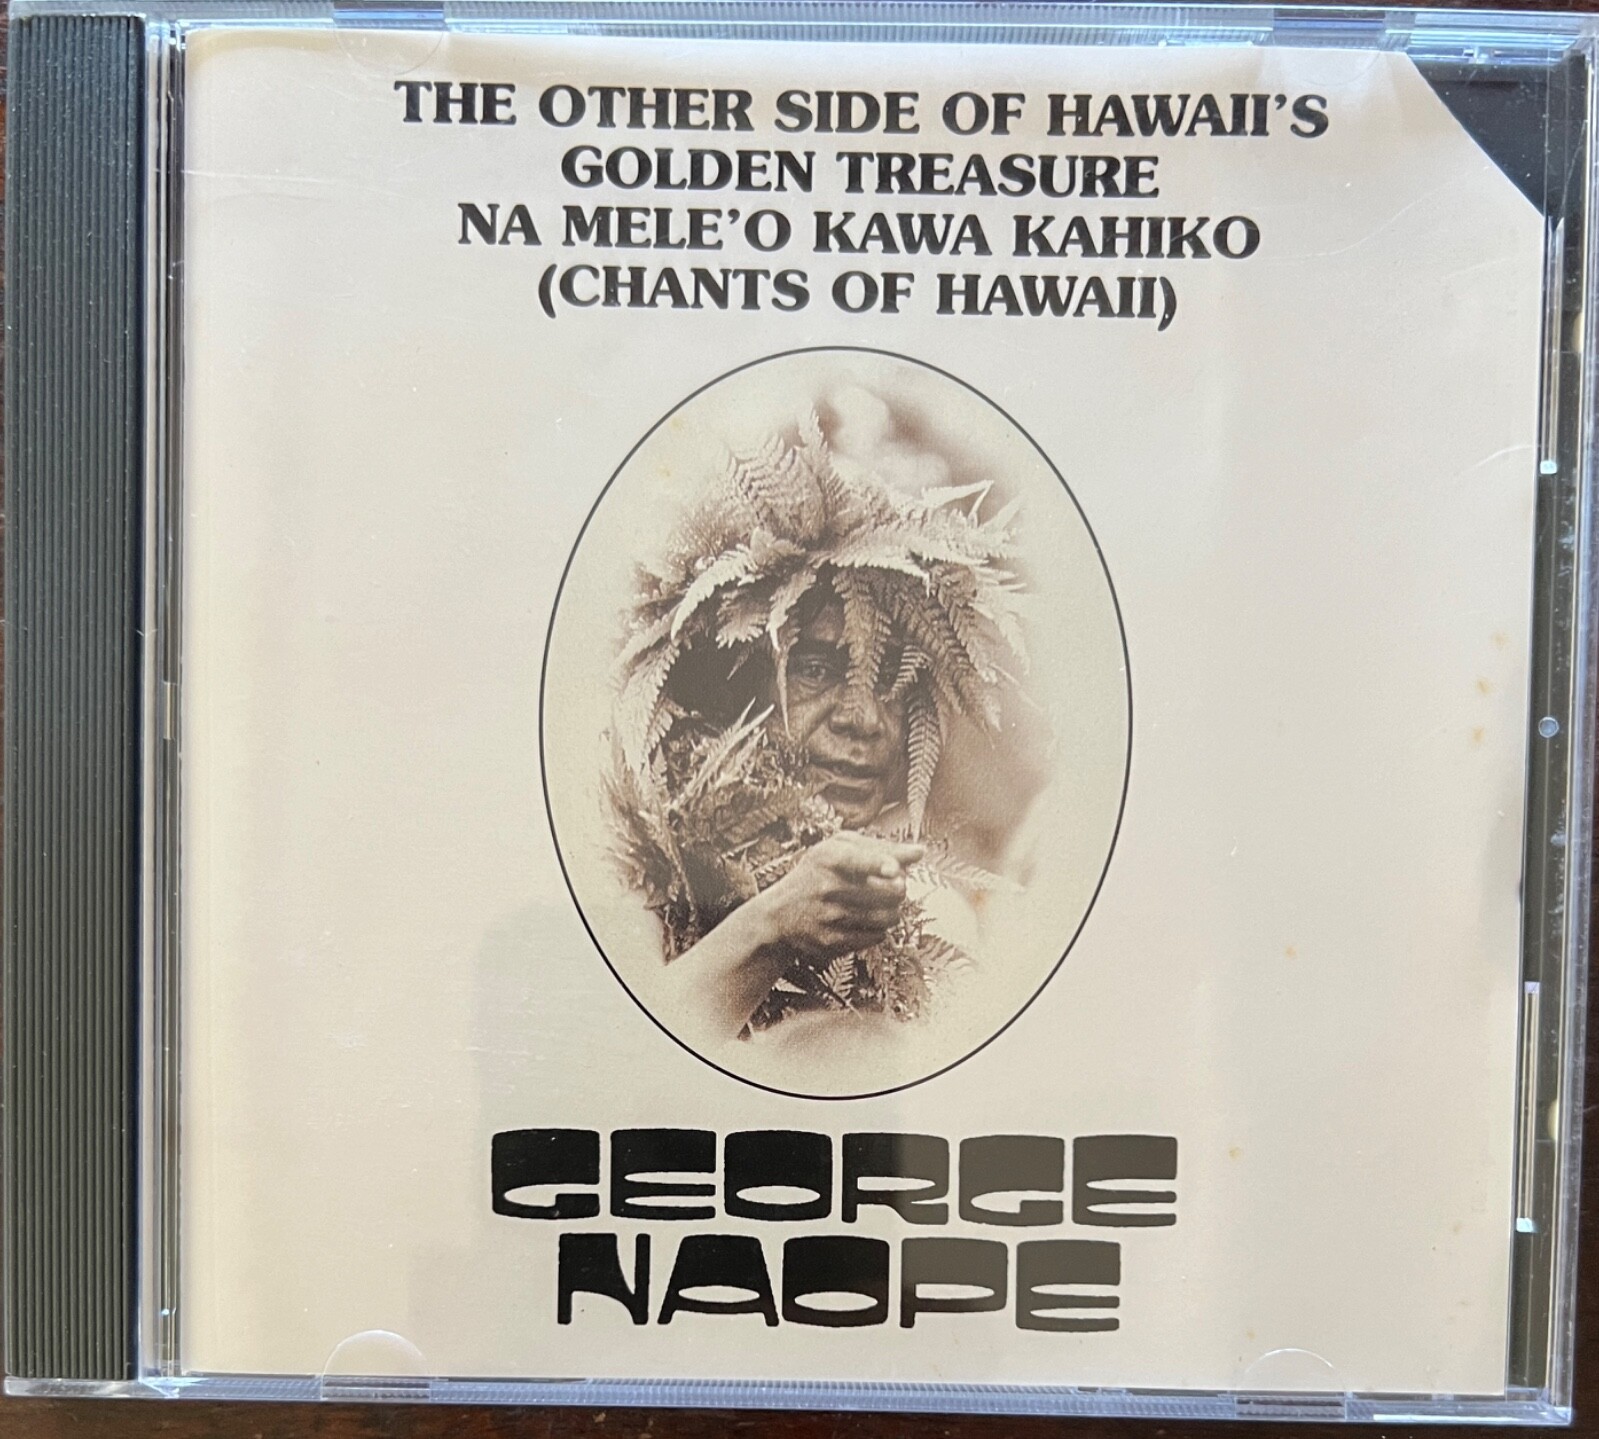 THE OTHER SIDE OF HAWAII'S
GOLDEN TREASURE
NA MELE'O KAWA KAHIKO
(CHANTS OF HAWAII)
GEORGE
NAOPE